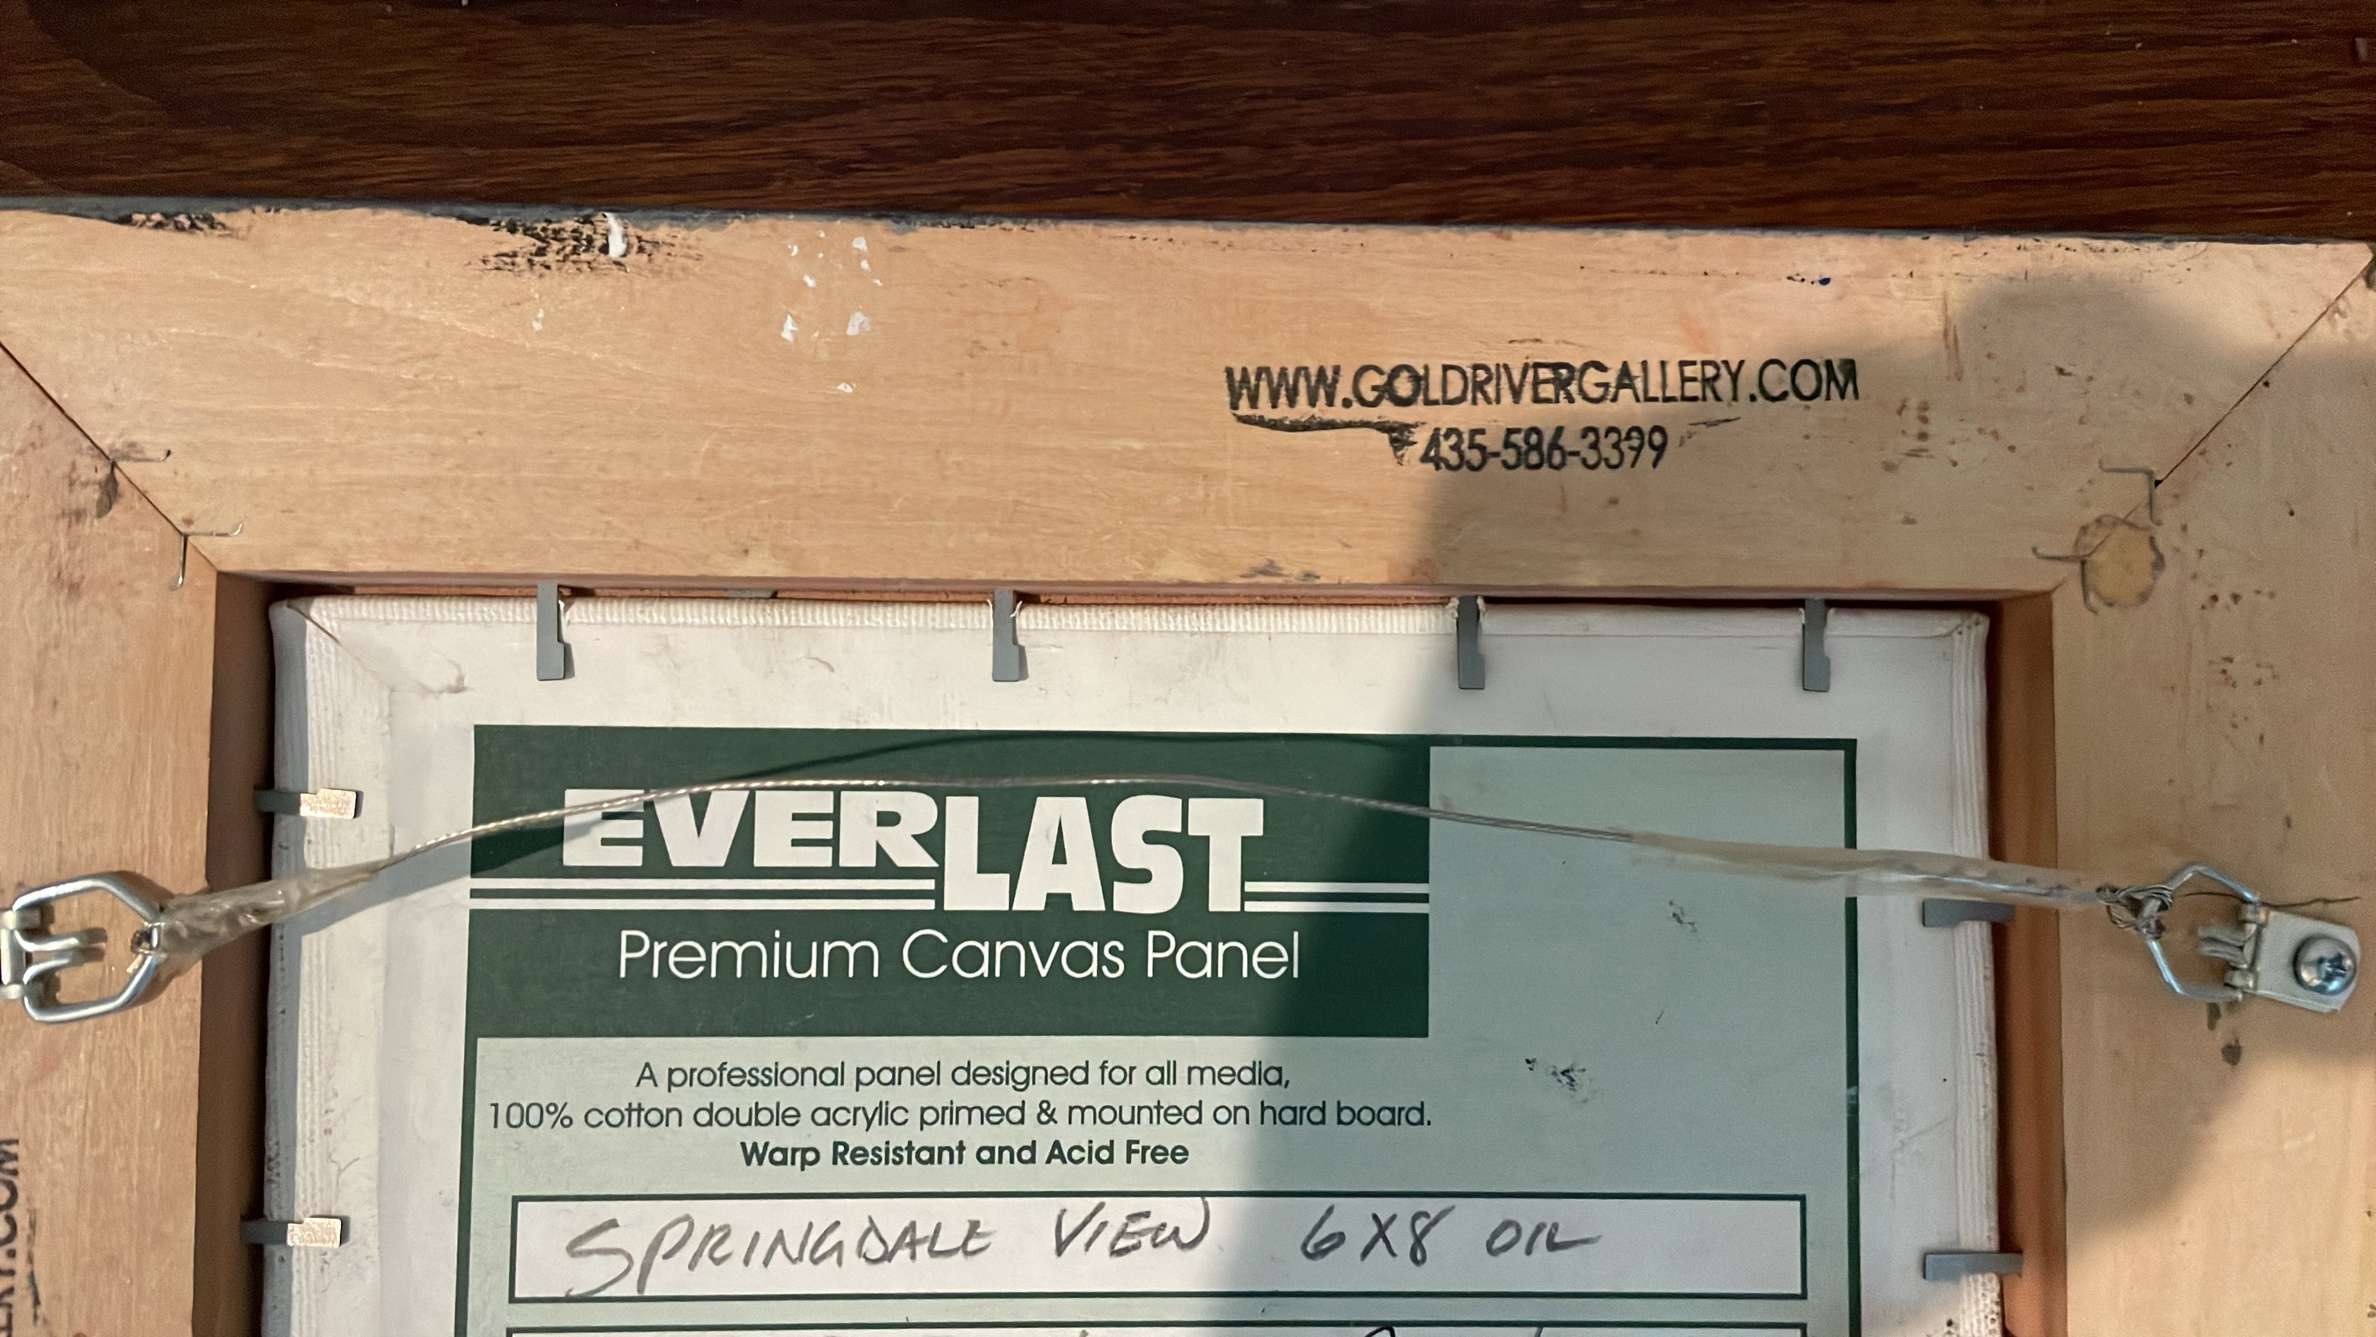 WWW.GOLDRIVERGALLERY.COM
435-586-3399
EVERLAST
Premium Canvas Panel
A professional panel designed for all media,
100% cotton double acrylic primed & mounted on hard board.
Warp Resistant and Acid Free
SPRINGDALE VIEW 6X8 OIL